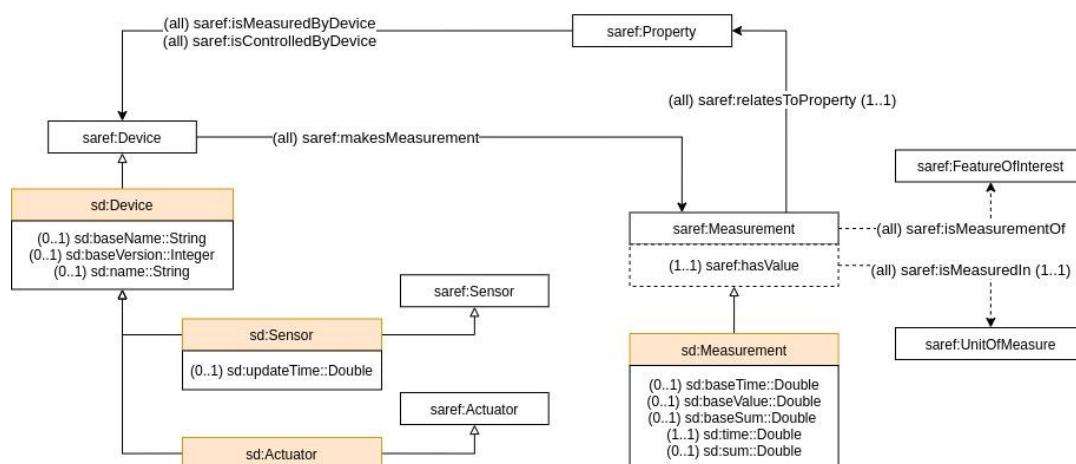 (all) saref:isMeasuredByDevice
(all) saref:isControlledByDevice
saref:Property
(all) saref:relatesToProperty (1..1)
saref:Device
(all) saref:makesMeasurement
saref:FeatureOfInterest
sd:Device
(0..1) sd:baseName::String
(0..1) sd:baseVersion::Integer
(0..1) sd:name::String
saref:Measurement
(all) saref:isMeasurementOf
(1..1) saref:hasValue
(all) saref:isMeasuredIn (1..1)
saref:Sensor
sd:Sensor
(0..1) sd:updateTime::Double
saref:UnitOfMeasure
sd:Measurement
(0..1) sd:baseTime::Double
(0..1) sd:baseValue::Double
(0..1) sd:baseSum::Double
(1..1) sd:time::Double
(0..1) sd:sum::Double
saref:Actuator
sd:Actuator